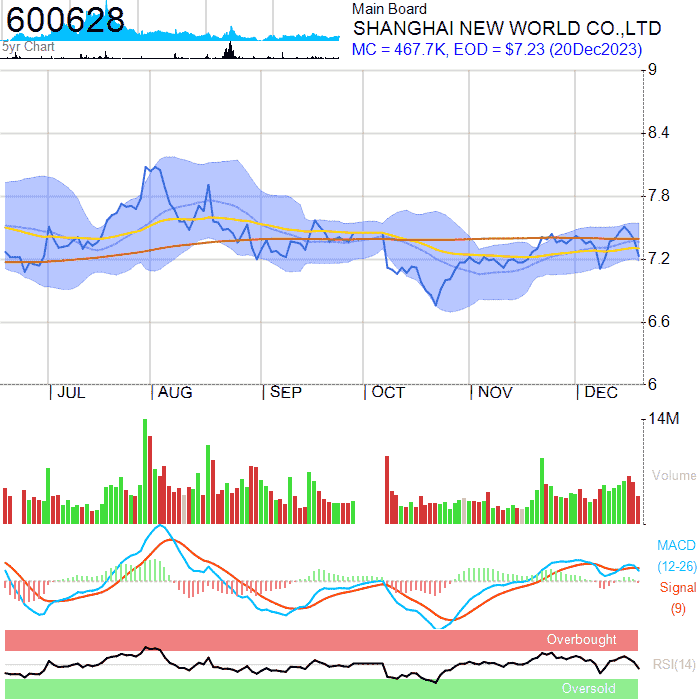 600628
5yr Chart
Main Board
SHANGHAI NEW WORLD CO.,LTD
MC = 467.7K, EOD = $7.23 (20Dec2023)
9
8.4
7.8
7.2
6.6
6
JUL
AUG
SEP
OCT
NOV
DEC
14M
Volume
MACD
(12-26)
Signal
(9)
Overbought
RSI(14)
Oversold